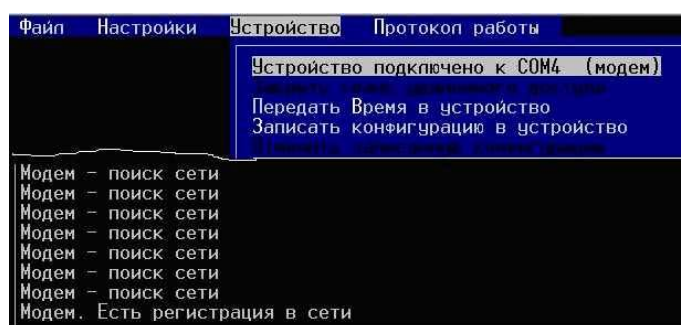 Файл Настройки Устройство Протокол работы
Устройство подключено к COM4 (модем)
Передать Время в устройство
Записать конфигурацию в устройство
Модем - поиск сети
Модем - поиск сети
Модем - поиск сети
Модем - поиск сети
Модем - поиск сети
Модем - поиск сети
Модем - поиск сети
Модем. Есть регистрация в сети